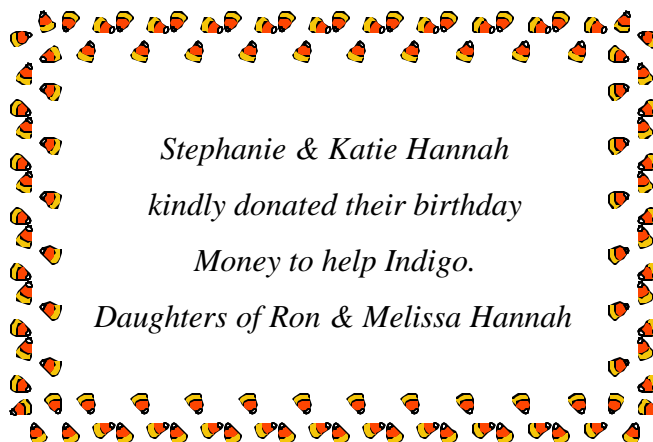 Stephanie & Katie Hannah
kindly donated their birthday
Money to help Indigo.
Daughters of Ron & Melissa Hannah